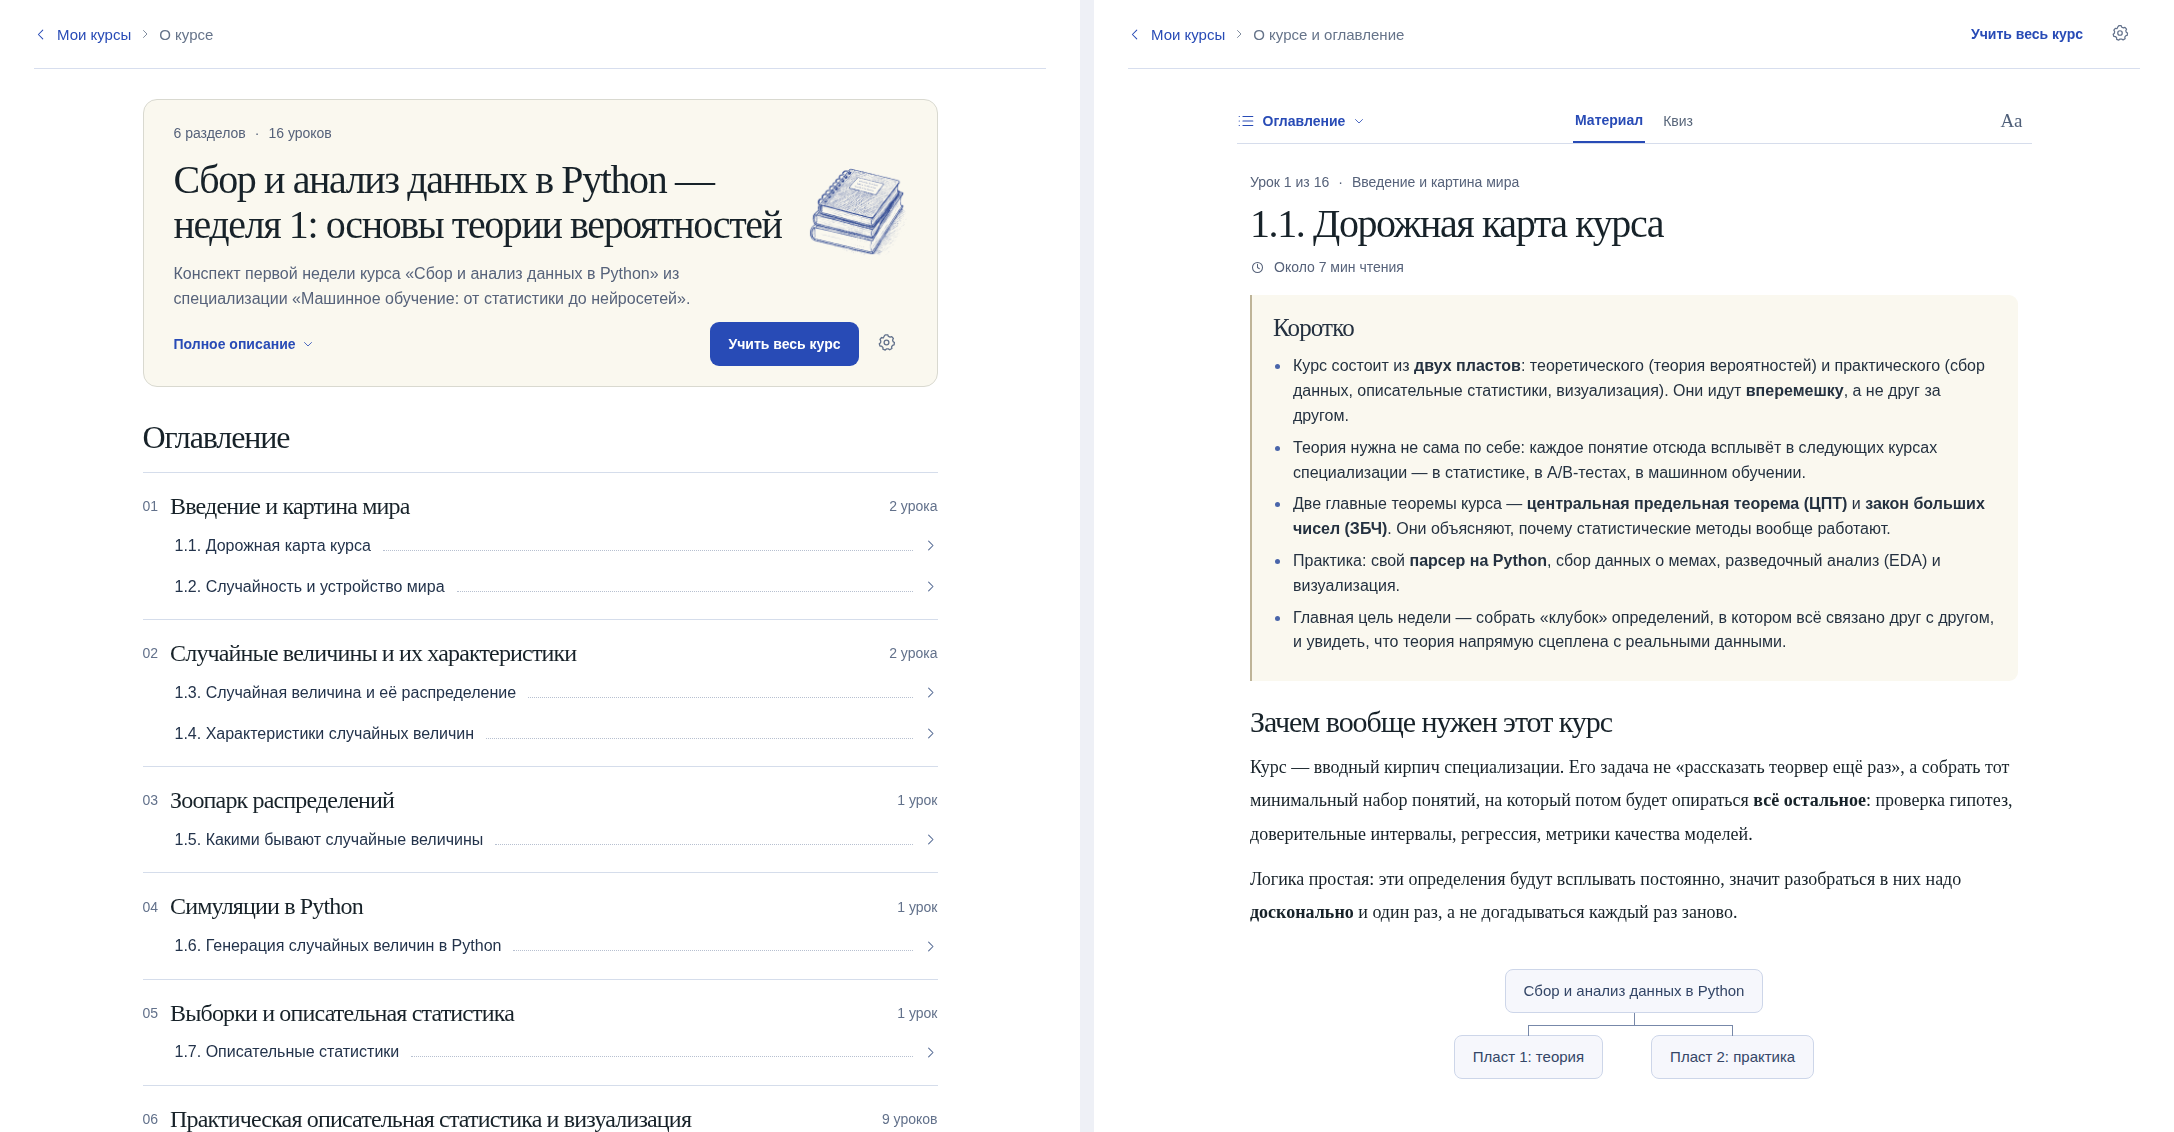 Мои курсы
О курсе
6 разделов · 16 уроков
Сбор и анализ данных в Python —
неделя 1: основы теории вероятностей
Конспект первой недели курса «Сбор и анализ данных в Python» из
специализации «Машинное обучение: от статистики до нейросетей».
Полное описание
Учить весь курс
Оглавление
01 Введение и картина мира 2 урока
1.1. Дорожная карта курса
1.2. Случайность и устройство мира
02 Случайные величины и их характеристики 2 урока
1.3. Случайная величина и её распределение
1.4. Характеристики случайных величин
03 Зоопарк распределений 1 урок
1.5. Какими бывают случайные величины
04 Симуляции в Python 1 урок
1.6. Генерация случайных величин в Python
05 Выборки и описательная статистика 1 урок
1.7. Описательные статистики
06 Практическая описательная статистика и визуализация 9 уроков
Мои курсы
О курсе и оглавление
Учить весь курс
Оглавление
Материал
Квиз
Aa
Урок 1 из 16 · Введение и картина мира
1.1. Дорожная карта курса
Около 7 мин чтения
Коротко
Курс состоит из двух пластов: теоретического (теория вероятностей) и практического (сбор
данных, описательные статистики, визуализация). Они идут вперемешку, а не друг за
другом.
Теория нужна не сама по себе: каждое понятие отсюда всплывёт в следующих курсах
специализации — в статистике, в A/B-тестах, в машинном обучении.
Две главные теоремы курса — центральная предельная теорема (ЦПТ) и закон больших
чисел (ЗБЧ). Они объясняют, почему статистические методы вообще работают.
Практика: свой парсер на Python, сбор данных о мемах, разведочный анализ (EDA) и
визуализация.
Главная цель недели — собрать «клубок» определений, в котором всё связано друг с другом,
и увидеть, что теория напрямую сцеплена с реальными данными.
Зачем вообще нужен этот курс
Курс — вводный кирпич специализации. Его задача не «рассказать теорвер ещё раз», а собрать тот
минимальный набор понятий, на который потом будет опираться всё остальное: проверка гипотез,
доверительные интервалы, регрессия, метрики качества моделей.
Логика простая: эти определения будут всплывать постоянно, значит разобраться в них надо
досконально и один раз, а не догадываться каждый раз заново.
Сбор и анализ данных в Python
Пласт 1: теория
Пласт 2: практика